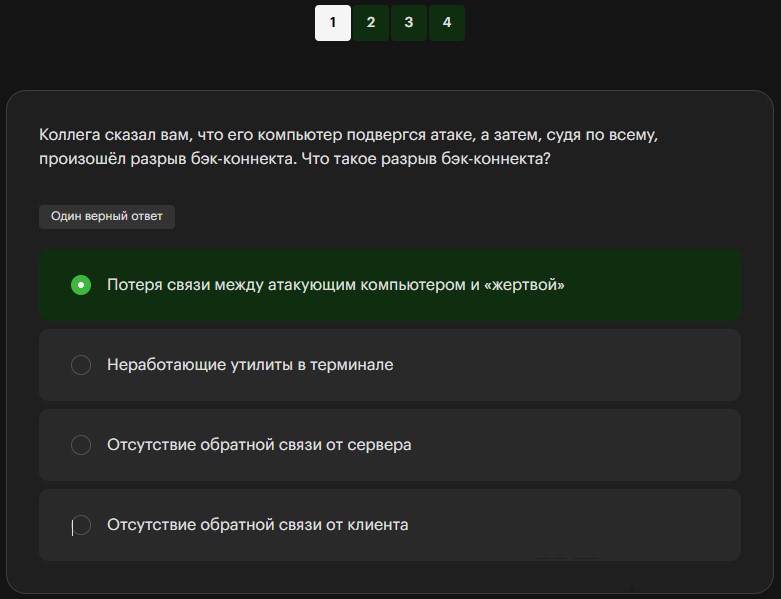 1 2 3 4
Коллега сказал вам, что его компьютер подвергся атаке, а затем, судя по всему,
произошёл разрыв бэк-коннекта. Что такое разрыв бэк-коннекта?
Один верный ответ
Потеря связи между атакующим компьютером и «жертвой»
Неработающие утилиты в терминале
Отсутствие обратной связи от сервера
Отсутствие обратной связи от клиента